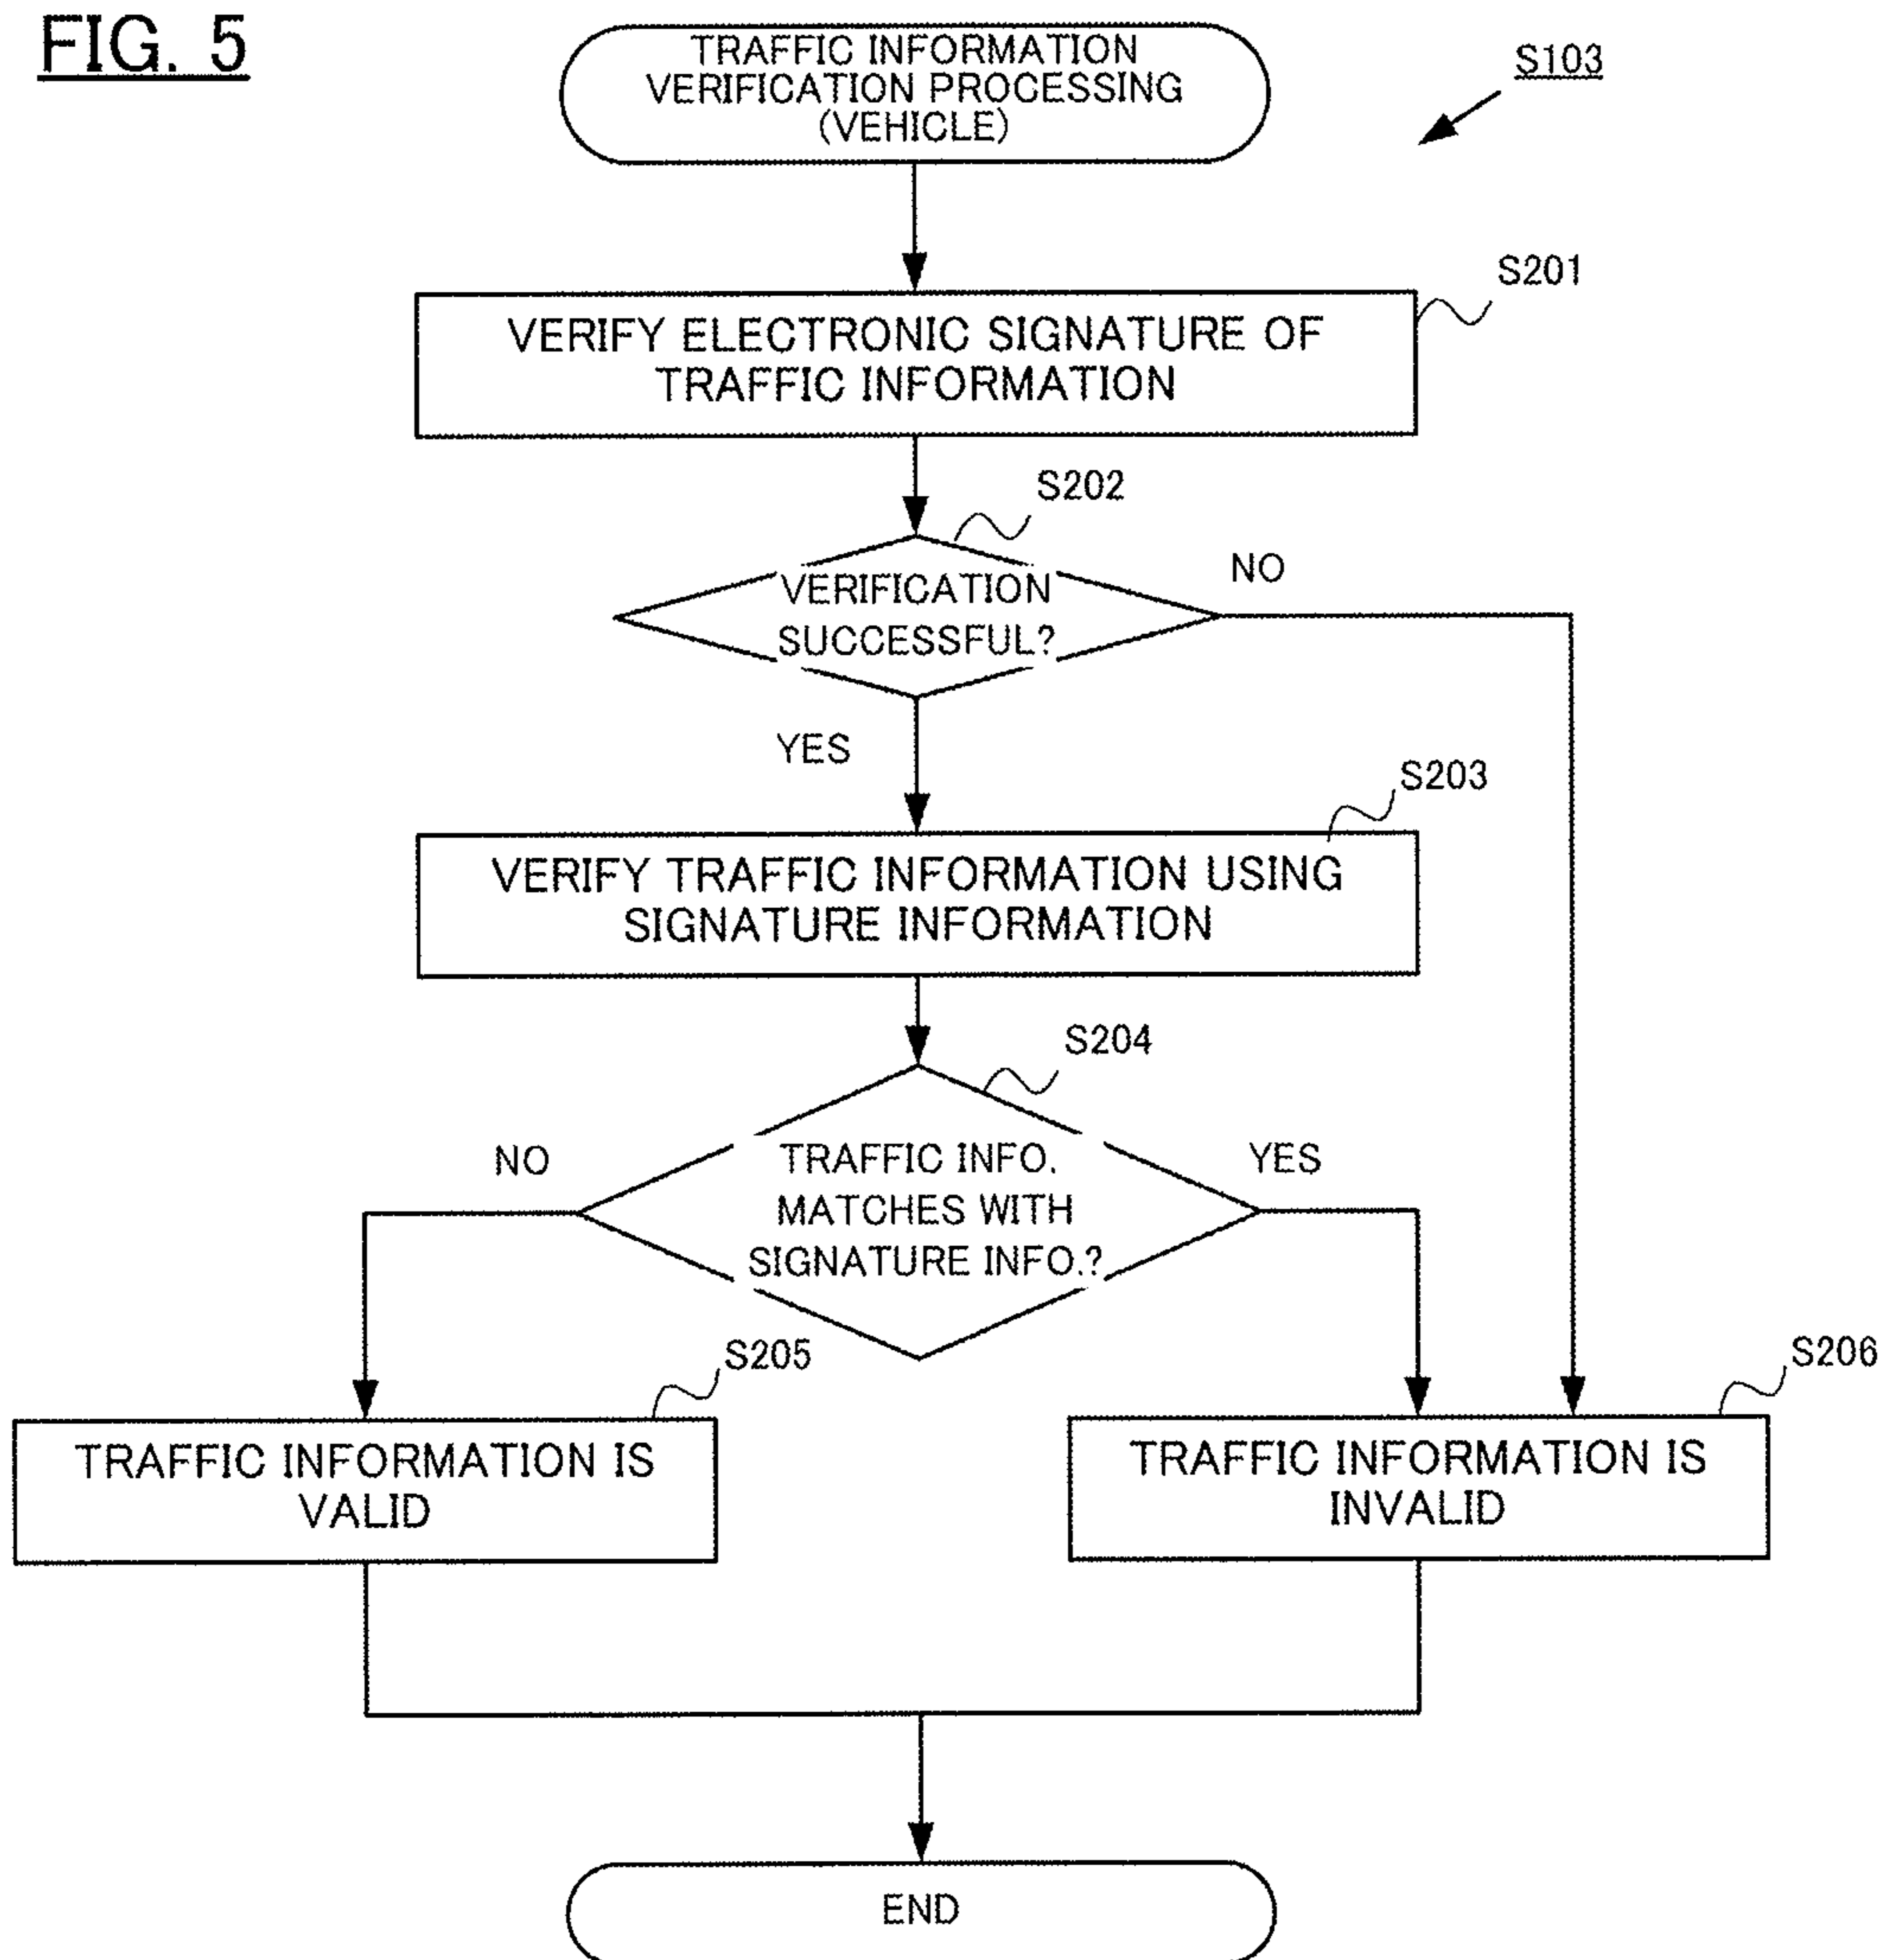 FIG. 5
TRAFFIC INFORMATION
VERIFICATION PROCESSING
(VEHICLE)
S103
S201
VERIFY ELECTRONIC SIGNATURE OF
TRAFFIC INFORMATION
S202
VERIFICATION
SUCCESSFUL?
NO
YES
S203
VERIFY TRAFFIC INFORMATION USING
SIGNATURE INFORMATION
S204
NO
TRAFFIC INFO.
MATCHES WITH
SIGNATURE INFO.?
YES
S205
TRAFFIC INFORMATION IS
VALID
S206
TRAFFIC INFORMATION IS
INVALID
END